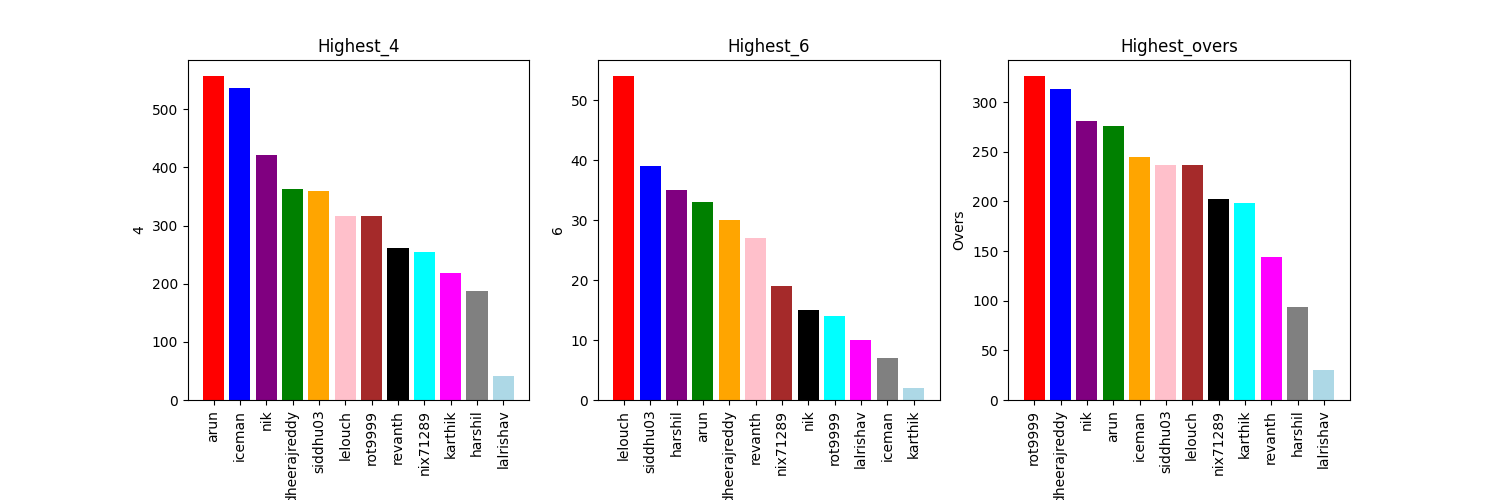 Highest_4
4
500
400
300
200
100
0
arun
iceman
nik
dheerajreddy
siddhu03
lelouch
rot9999
revanth
nix71289
karthik
harshil
lalrishav
Highest_6
6
50
40
30
20
10
0
lelouch
siddhu03
harshil
arun
dheerajreddy
revanth
nix71289
nik
rot9999
lalrishav
iceman
karthik
Highest_overs
Overs
300
250
200
150
100
50
0
rot9999
dheerajreddy
nik
arun
iceman
siddhu03
lelouch
nix71289
karthik
revanth
harshil
lalrishav